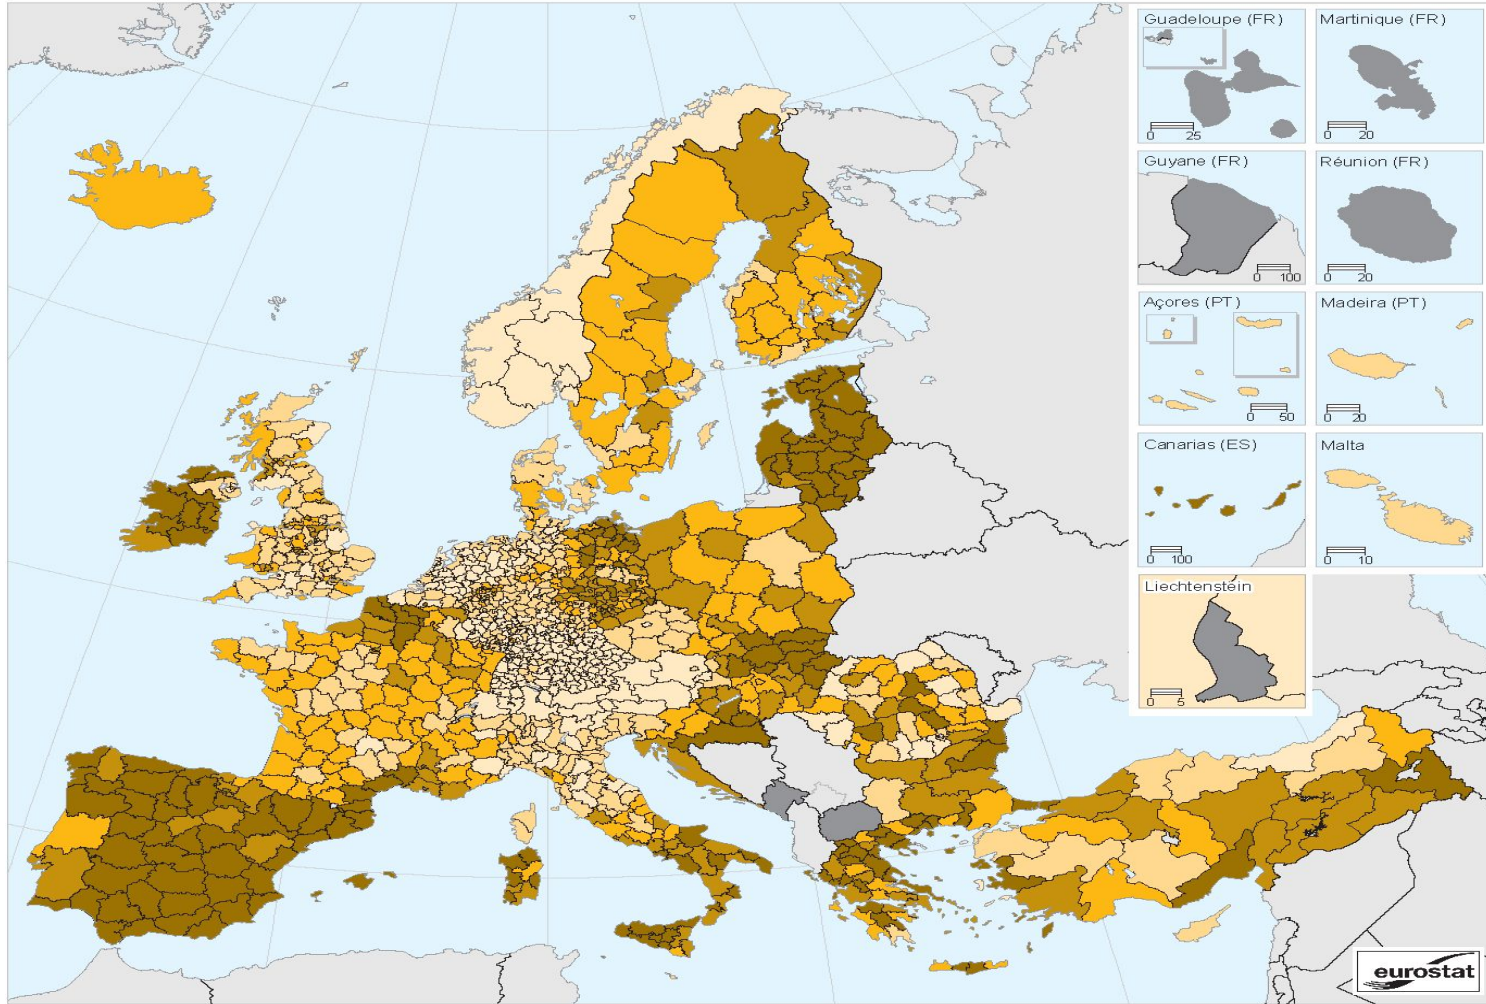 Guadeloupe (FR)
0 25
Martinique (FR)
0 20
Guyane (FR)
0 100
Réunion (FR)
0 20
Açores (PT)
0 50
Madeira (PT)
0 20
Canarias (ES)
0 100
Malta
0 10
Liechtenstein
0 5
eurostat